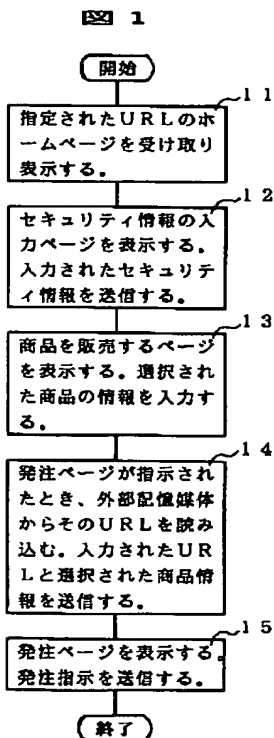 図 1
開始
11
指定されたURLのホ
ームページを受け取り
表示する。
12
セキュリティ情報の入
力ページを表示する。
入力されたセキュリテ
ィ情報を送信する。
13
商品を販売するページ
を表示する。選択され
た商品の情報を入力す
る。
14
発注ページが指示され
たとき、外部記憶媒体
からそのURLを読み
込む。入力されたUR
Lと選択された商品情
報を送信する。
15
発注ページを表示する。
発注指示を送信する。
終了